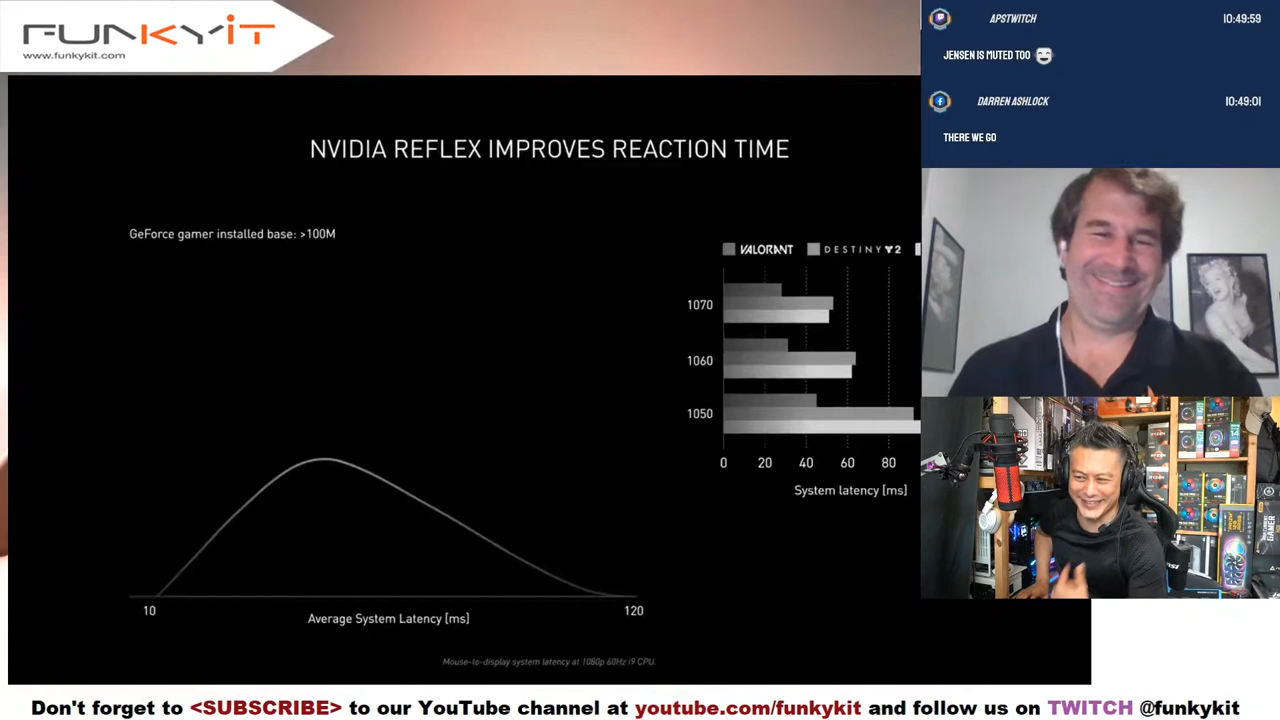 FUNKYiT
www.funkykit.com
APSTWITCH 10:49:59
JENSEN IS MUTED TOO
DARREN ASHLOCK 10:49:01
THERE WE GO
NVIDIA REFLEX IMPROVES REACTION TIME
GeForce gamer installed base: >100M
VALORANT DESTINY 2
1070
1060
1050
0 20 40 60 80
System latency [ms]
10 120
Average System Latency [ms]
Mouse-to-display system latency at 1080p 60Hz i9 CPU.
Don't forget to <SUBSCRIBE> to our YouTube channel at youtube.com/funkykit and follow us on TWITCH @funkykit